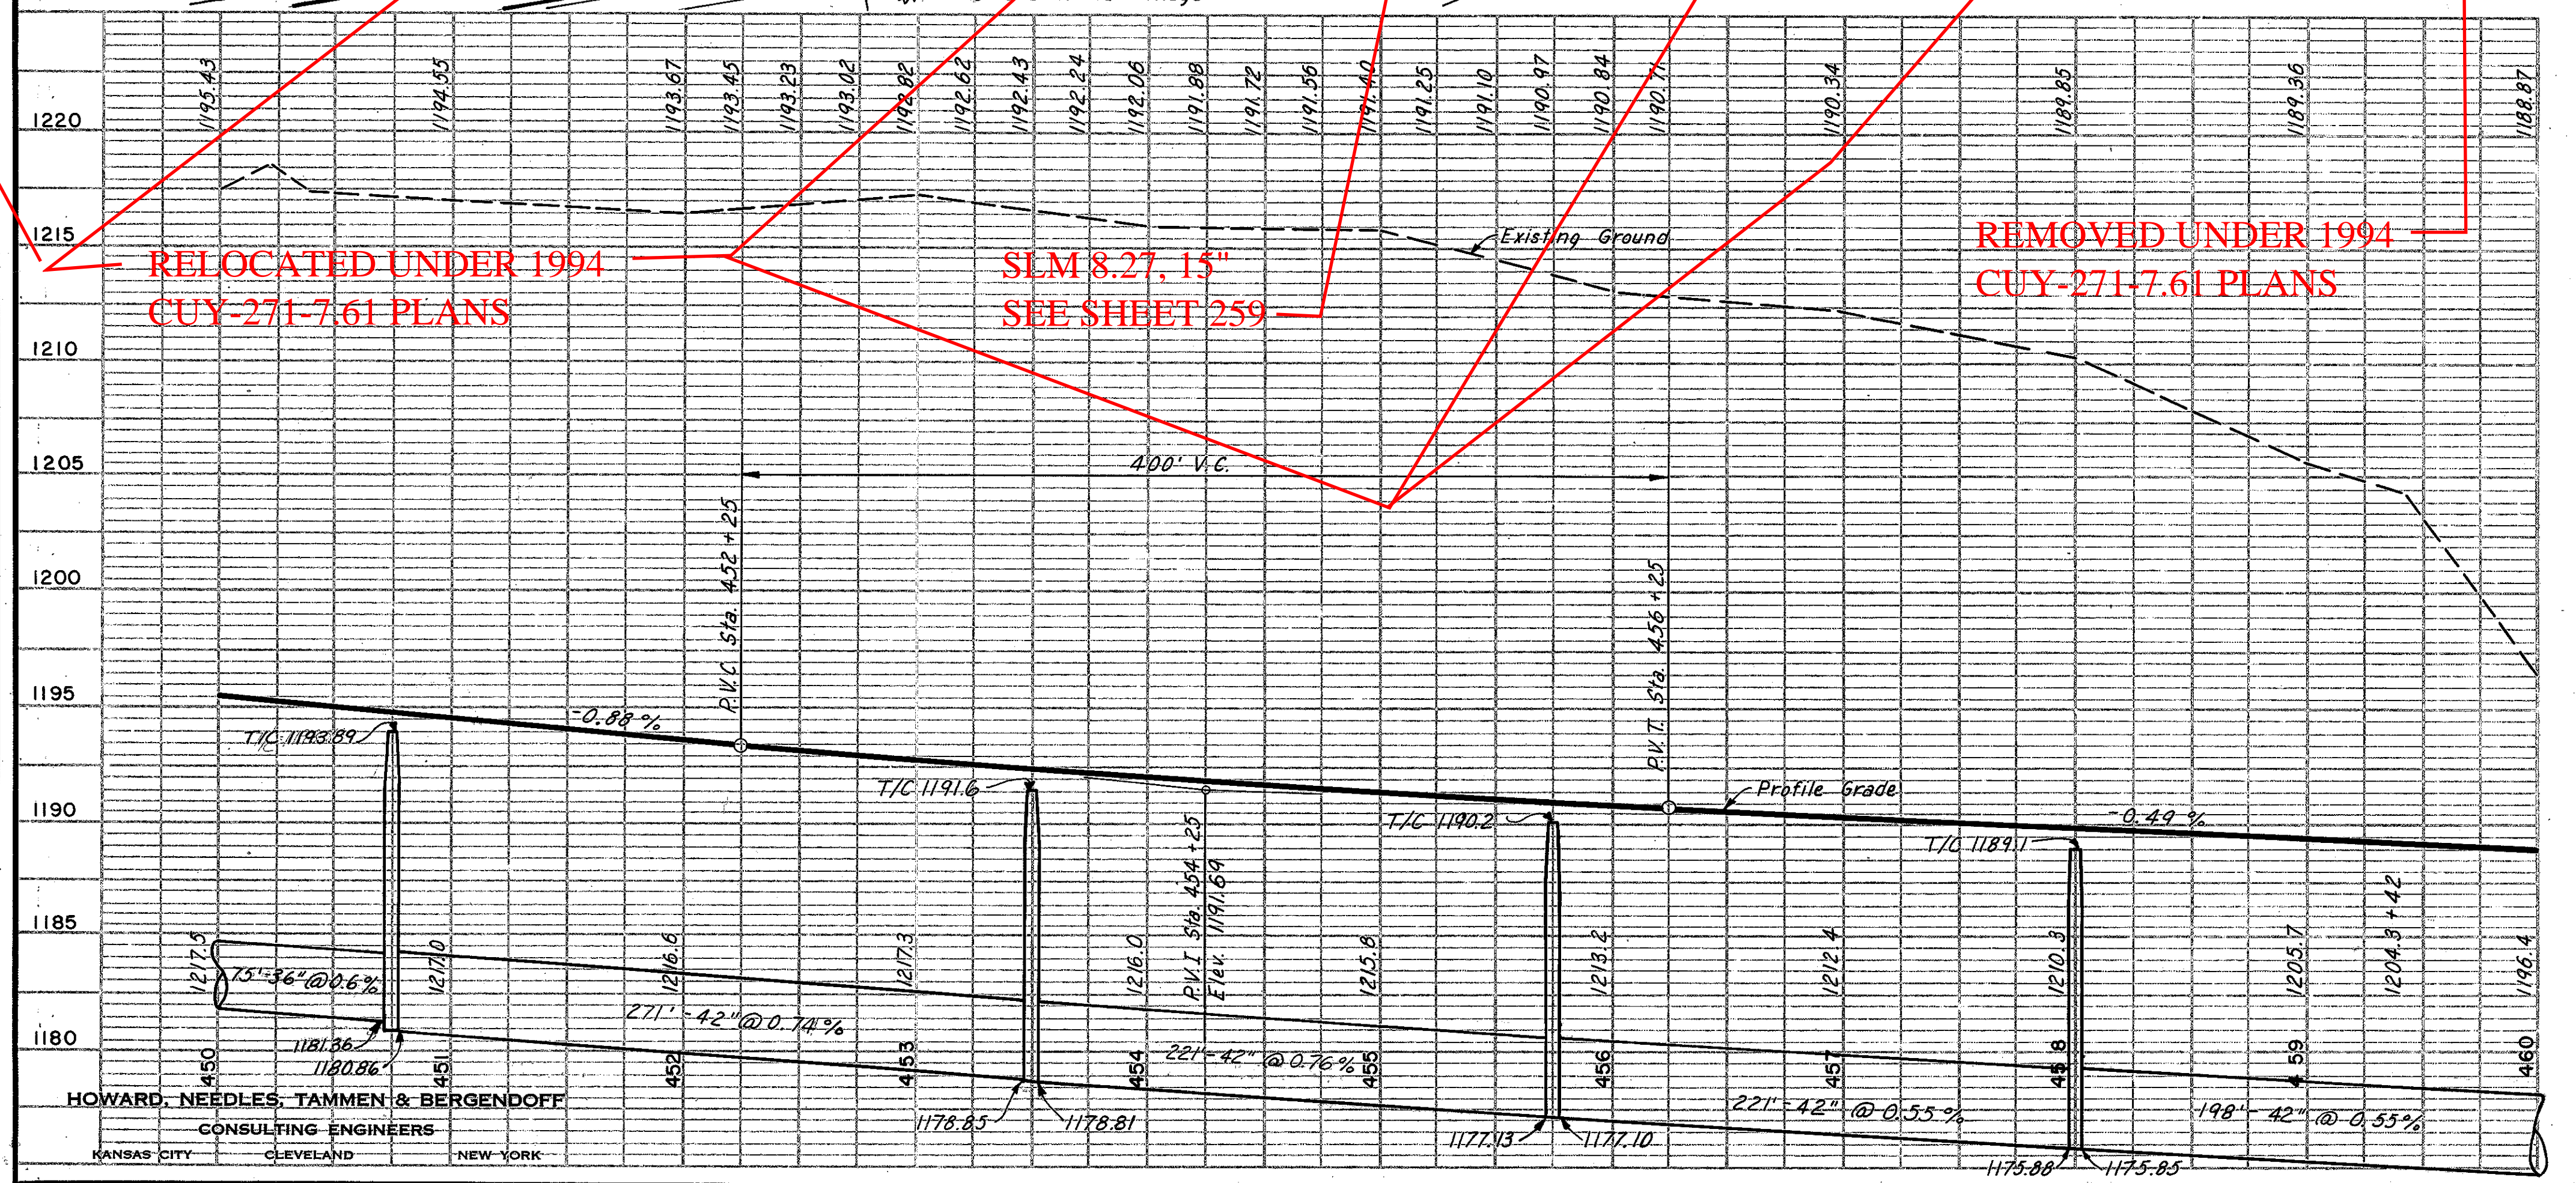 1195.43
1194.55
1193.67
1193.45
1193.23
1193.02
1192.82
1192.62
1192.43
1192.24
1192.06
1191.88
1191.72
1191.56
1191.40
1191.25
1191.10
1190.97
1190.84
1190.71
1190.34
1189.85
1189.36
1188.87
1220
1215
1210
1205
1200
1195
1190
1185
1180
RELOCATED UNDER 1994
CUY-271-7.61 PLANS
SLM 8.27, 15"
SEE SHEET 259
Existing Ground
REMOVED UNDER 1994
CUY-271-7.61 PLANS
400' V.C.
P.V.C Sta. 452+25
P.V.T. Sta. 456+25
-0.88 %
T/C 1193.89
T/C 1191.6
P.V.I Sta. 454+25
Elev. 1191.69
T/C 1190.2
Profile Grade
-0.49 %
T/C 1189.1
1217.5
1217.0
1216.6
1217.3
1216.0
1215.8
1213.2
1212.4
1210.3
1205.7
1204.3 +42
1196.4
75'-36" @ 0.6%
271'-42" @ 0.74%
221'-42" @ 0.76%
221'-42" @ 0.55%
198'-42" @ 0.55%
1181.36
1180.86
1178.85
1178.81
1177.13
1177.10
1175.88
1175.85
450
451
452
453
454
455
456
457
458
459
460
HOWARD, NEEDLES, TAMMEN & BERGENDOFF
CONSULTING ENGINEERS
KANSAS CITY CLEVELAND NEW YORK